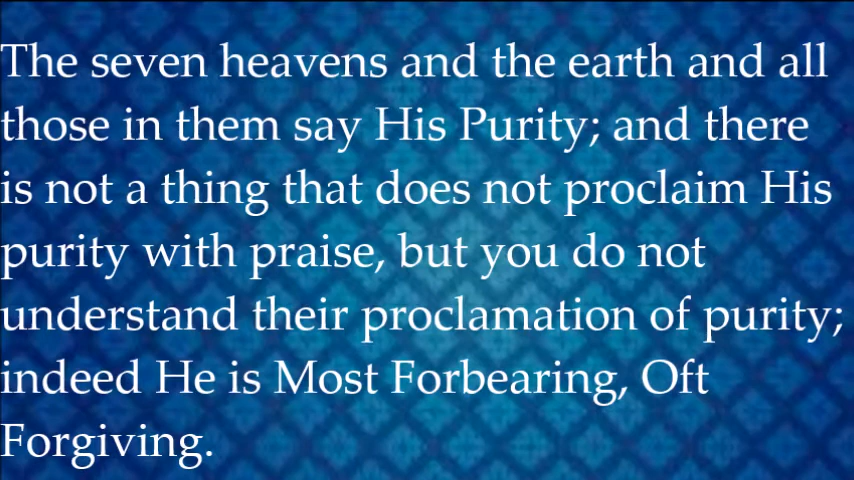 The seven heavens and the earth and all
those in them say His Purity; and there
is not a thing that does not proclaim His
purity with praise, but you do not
understand their proclamation of purity;
indeed He is Most Forbearing, Oft
Forgiving.